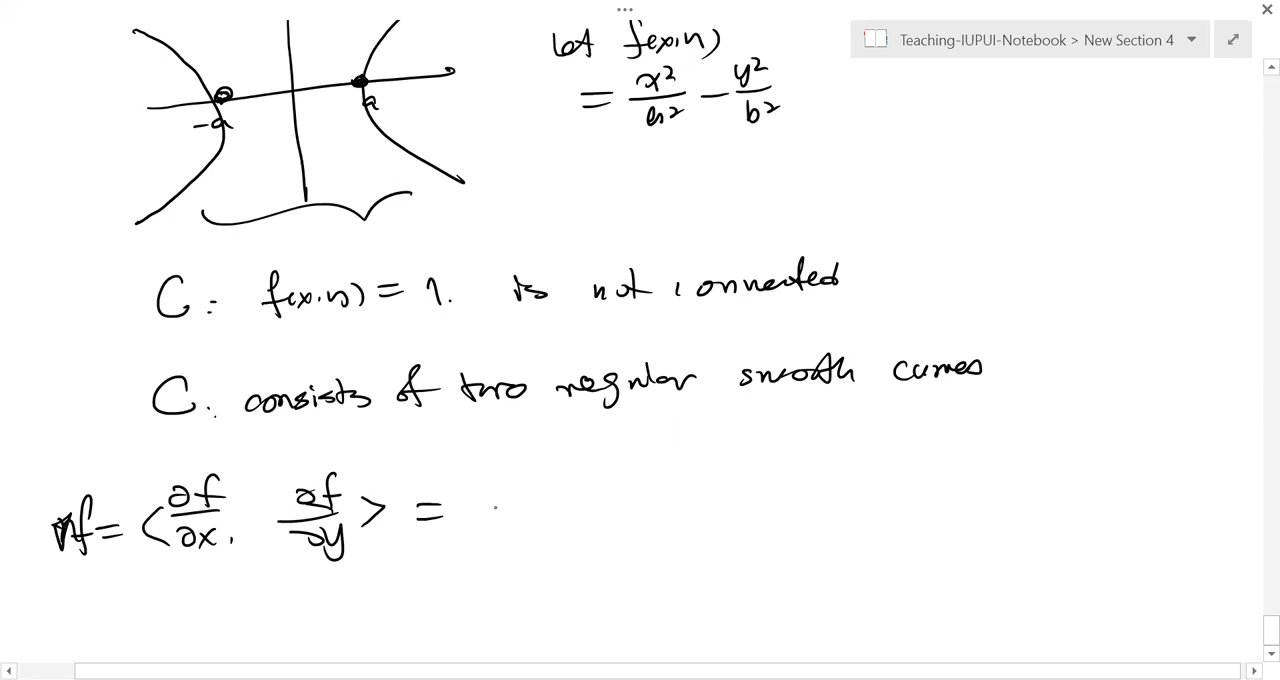 Teaching-IUPUI-Notebook > New Section 4
let f(x,y)
= x²/a² - y²/b²
-a
a
C: f(x,y) = 1. is not connected
C. consists of two regular smooth curves
∇f = <∂f/∂x, ∂f/∂y> =